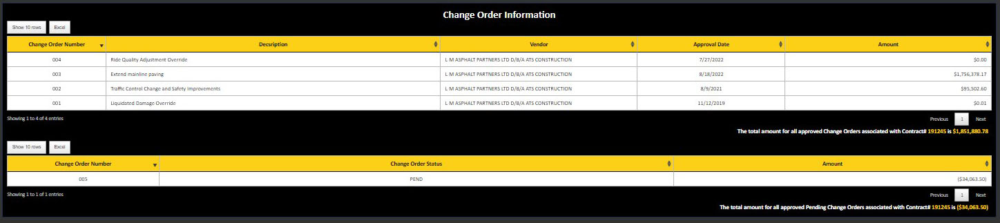 Change Order Information
Show 10 rows Excel
Change Order Number Decsription Vendor Approval Date Amount
004 Ride Quality Adjustment Override L M ASPHALT PARTNERS LTD D/B/A ATS CONSTRUCTION 7/27/2022 $0.00
003 Extend mainline paving L M ASPHALT PARTNERS LTD D/B/A ATS CONSTRUCTION 8/18/2022 $1,756,378.17
002 Traffic Control Change and Safety Improvements L M ASPHALT PARTNERS LTD D/B/A ATS CONSTRUCTION 8/9/2021 $95,502.60
001 Liquidated Damage Override L M ASPHALT PARTNERS LTD D/B/A ATS CONSTRUCTION 11/12/2019 $0.01
Showing 1 to 4 of 4 entries Previous 1 Next
The total amount for all approved Change Orders associated with Contract# 191245 is $1,851,880.78
Show 10 rows Excel
Change Order Number Change Order Status Amount
005 PEND ($34,063.50)
Showing 1 to 1 of 1 entries Previous 1 Next
The total amount for all approved Pending Change Orders associated with Contract# 191245 is ($34,063.50)